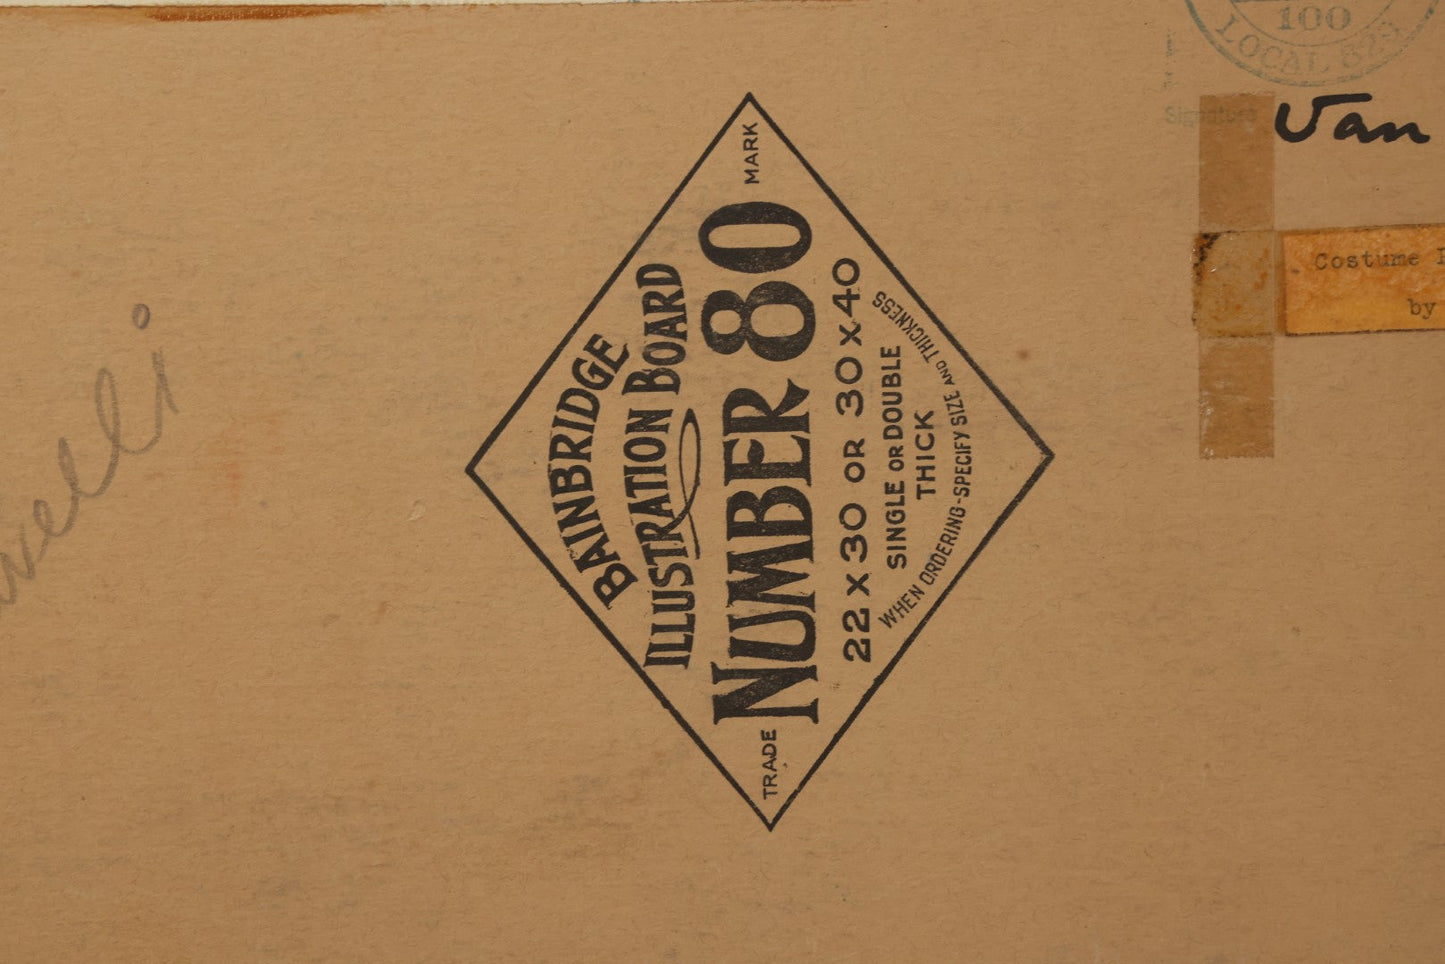 100
LOCAL 829
Signature
Van
Costume
by
BAINBRIDGE
ILLUSTRATION BOARD
TRADE NUMBER 80 MARK
22 x 30 OR 30 x 40
SINGLE OR DOUBLE
THICK
WHEN ORDERING-SPECIFY SIZE AND THICKNESS
velli